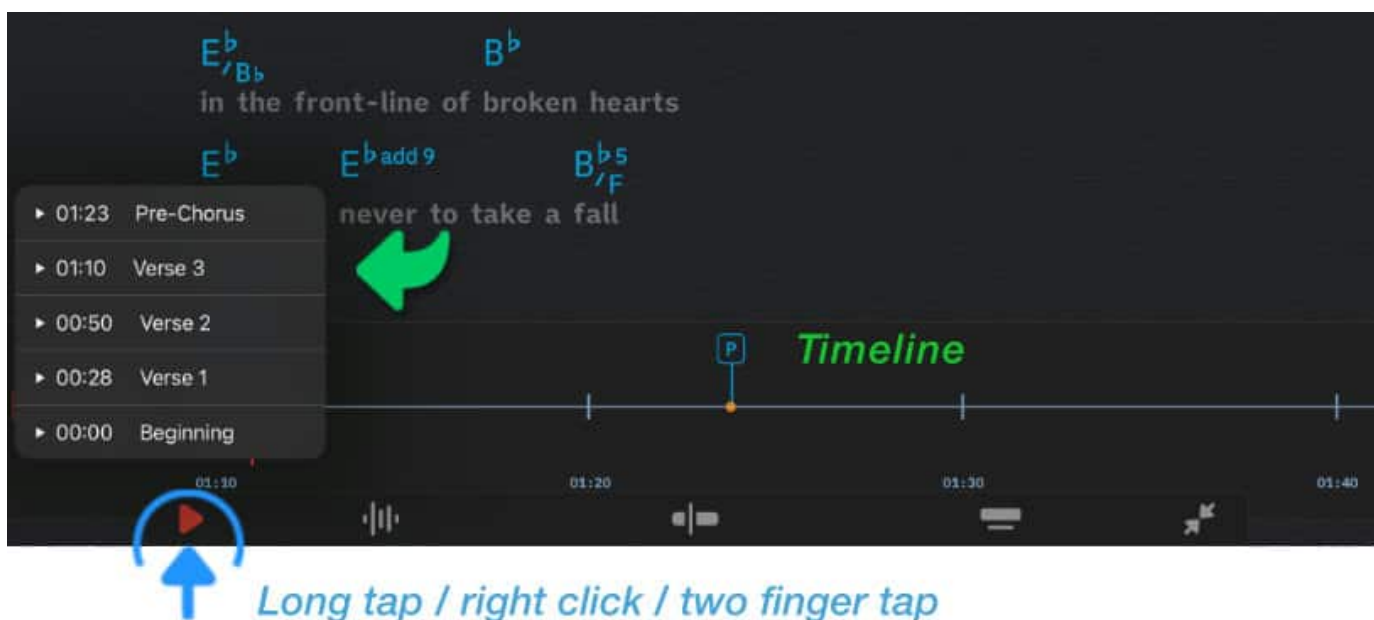 E♭/B♭ B♭
in the front-line of broken hearts
E♭ E♭add9 B♭5/F
never to take a fall
01:23 Pre-Chorus
01:10 Verse 3
00:50 Verse 2
00:28 Verse 1
00:00 Beginning
P Timeline
01:10 01:20 01:30 01:40
Long tap / right click / two finger tap